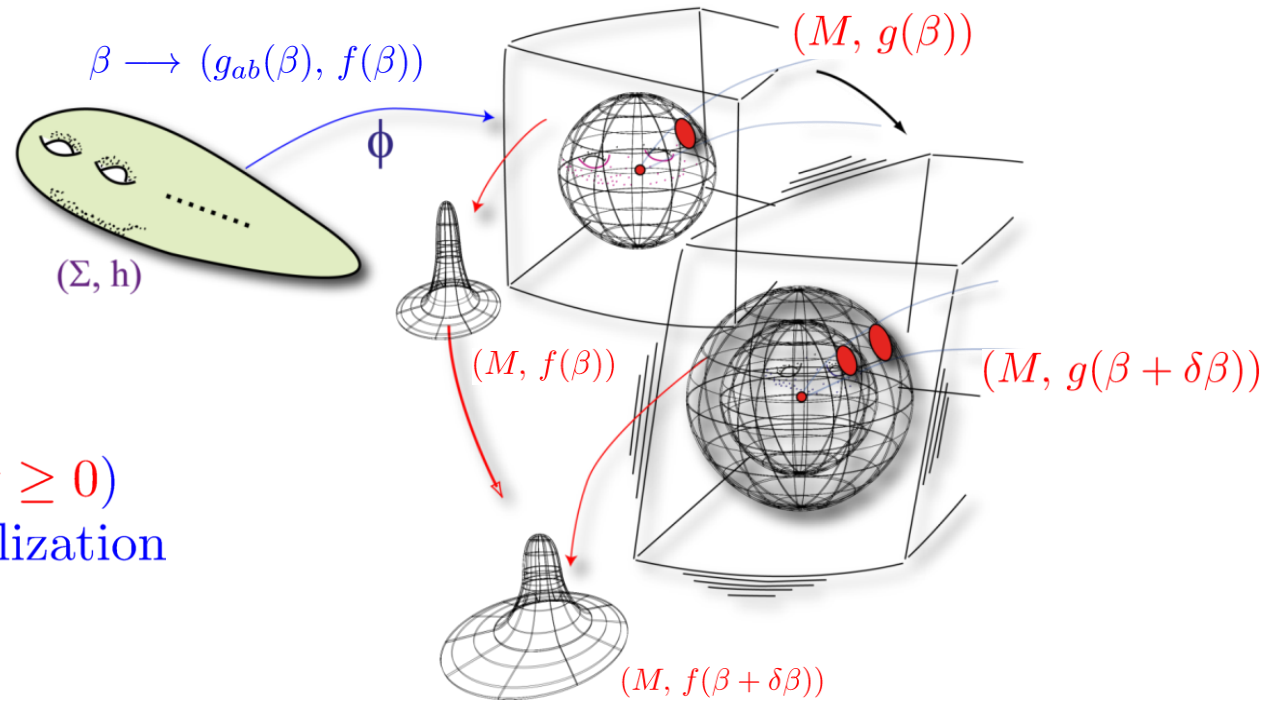 (M, g(β))
β ⟶ (g_{ab}(β), f(β))
ϕ
(Σ, h)
(M, f(β))
(M, g(β + δβ))
≥ 0)
lization
(M, f(β + δβ))